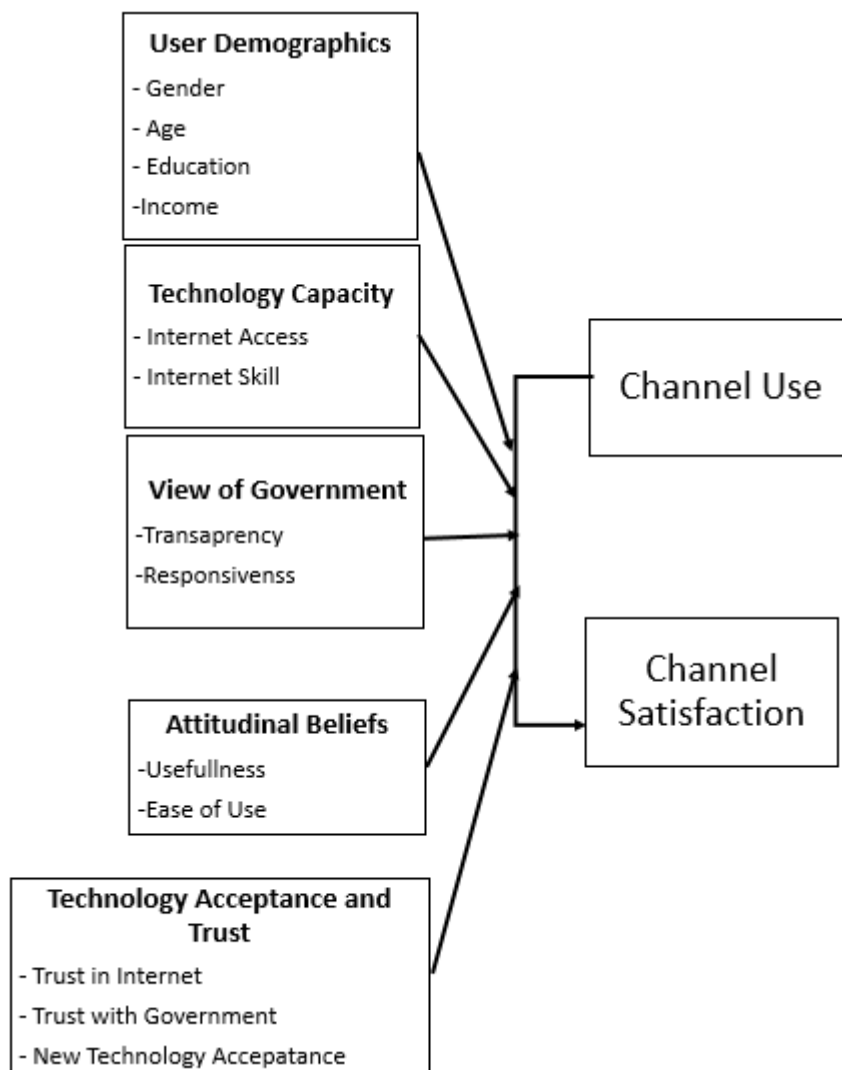 User Demographics
- Gender
- Age
- Education
-Income
Technology Capacity
- Internet Access
- Internet Skill
View of Government
-Transaprency
-Responsivenss
Attitudinal Beliefs
-Usefullness
-Ease of Use
Technology Acceptance and
Trust
- Trust in Internet
- Trust with Government
- New Technology Accepatance
Channel Use
Channel
Satisfaction